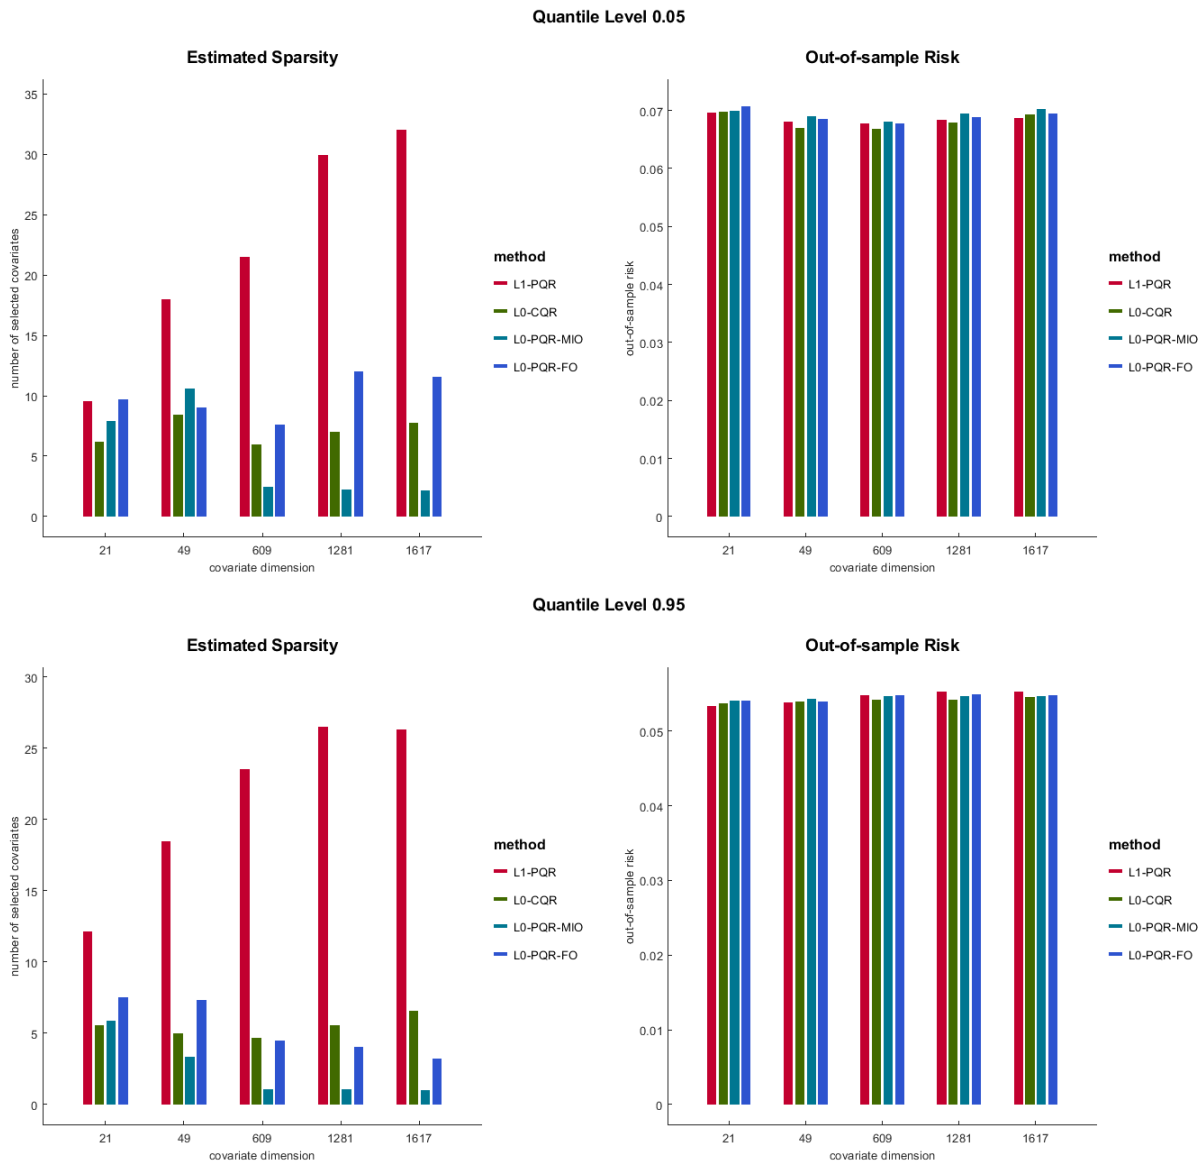 Quantile Level 0.05
Estimated Sparsity
number of selected covariates
35
30
25
20
15
10
5
0
21 49 609 1281 1617
covariate dimension
method
L1-PQR
L0-CQR
L0-PQR-MIO
L0-PQR-FO
Out-of-sample Risk
out-of-sample risk
0.07
0.06
0.05
0.04
0.03
0.02
0.01
0
21 49 609 1281 1617
covariate dimension
method
L1-PQR
L0-CQR
L0-PQR-MIO
L0-PQR-FO
Quantile Level 0.95
Estimated Sparsity
number of selected covariates
30
25
20
15
10
5
0
21 49 609 1281 1617
covariate dimension
method
L1-PQR
L0-CQR
L0-PQR-MIO
L0-PQR-FO
Out-of-sample Risk
out-of-sample risk
0.05
0.04
0.03
0.02
0.01
0
21 49 609 1281 1617
covariate dimension
method
L1-PQR
L0-CQR
L0-PQR-MIO
L0-PQR-FO